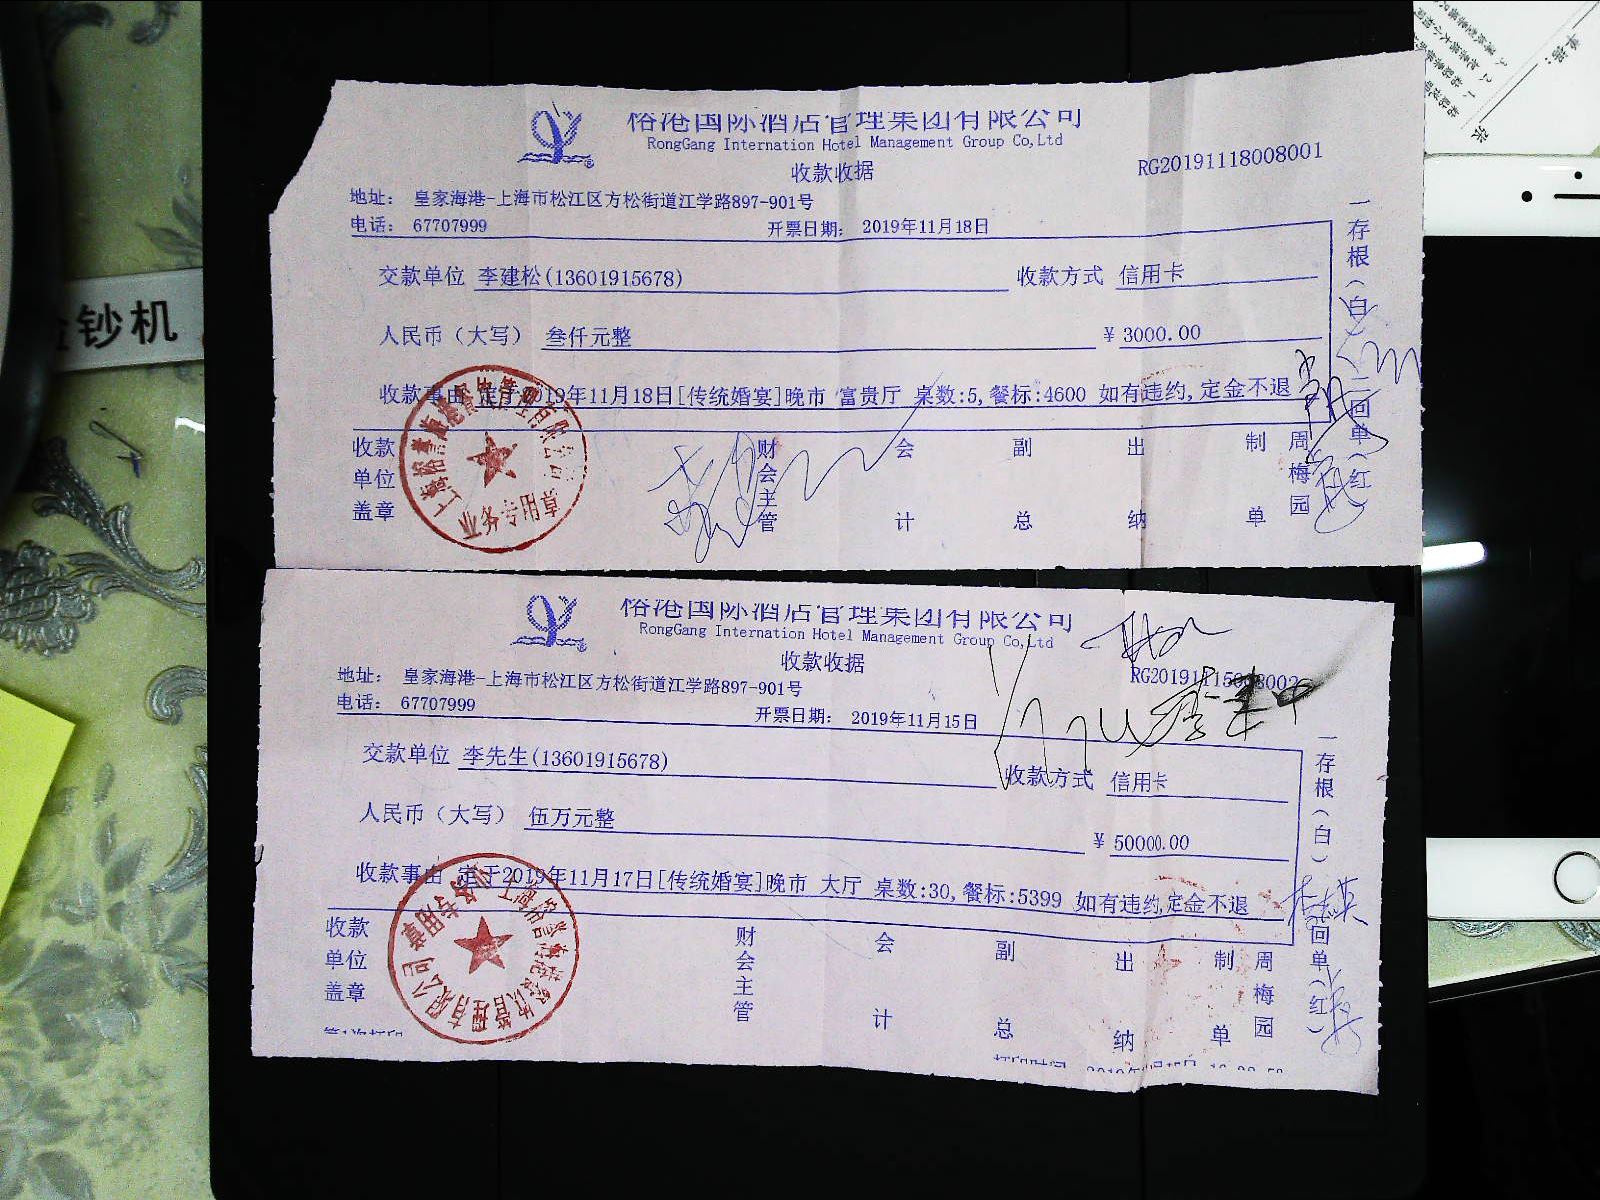 裕港国际酒店管理集团有限公司
RongGang Internation Hotel Management Group Co,Ltd
收款收据
RG20191118008001
地址： 皇家海港-上海市松江区方松街道江学路897-901号
电话： 67707999 开票日期： 2019年11月18日
交款单位 李建松(13601915678) 收款方式 信用卡
人民币（大写） 叁仟元整 ￥ 3000.00
收款事由 定于2019年11月18日[传统婚宴]晚市 富贵厅 桌数:5,餐标:4600 如有违约,定金不退
收款单位盖章 财会主管 会计 副总 出纳 制单 周梅园
一存根（白） 二回单（红）
业务专用章
裕港国际酒店管理集团有限公司
RongGang Internation Hotel Management Group Co,Ltd
收款收据
地址： 皇家海港-上海市松江区方松街道江学路897-901号
电话： 67707999 开票日期： 2019年11月15日
交款单位 李先生(13601915678) 收款方式 信用卡
人民币（大写） 伍万元整 ￥ 50000.00
收款事由 定于2019年11月17日[传统婚宴]晚市 大厅 桌数:30,餐标:5399 如有违约,定金不退
收款单位盖章 财会主管 会计 副总 出纳 制单 周梅园
一存根（白） 回单（红）
业务专用章
钞机
单据：
张